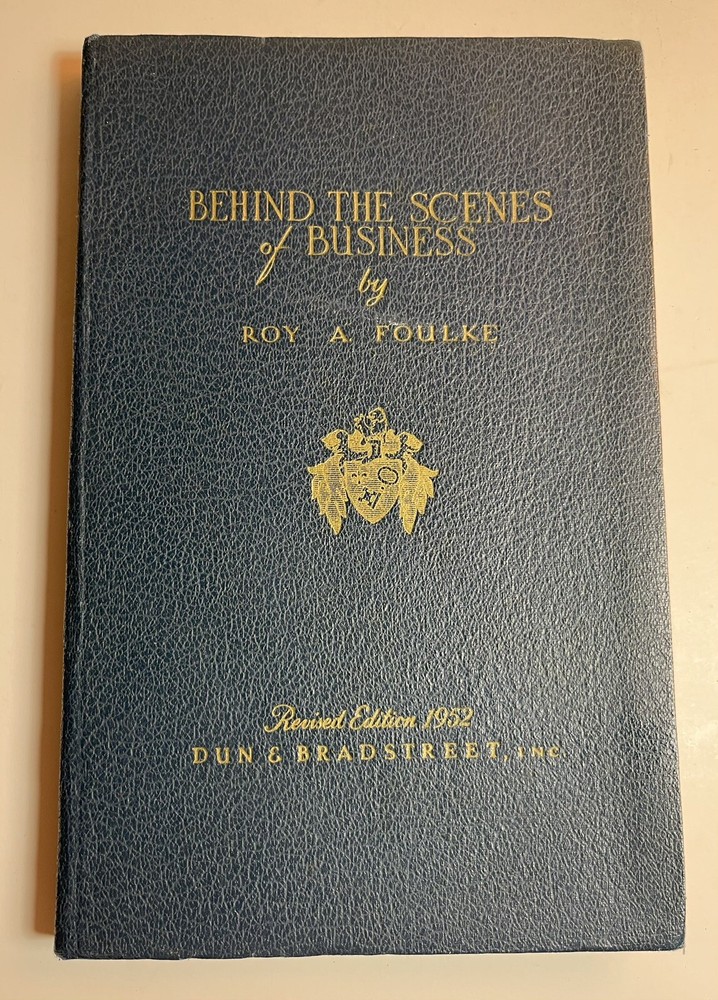 BEHIND THE SCENES
of BUSINESS
by
ROY A. FOULKE
Revised Edition 1952
DUN & BRADSTREET, INC.